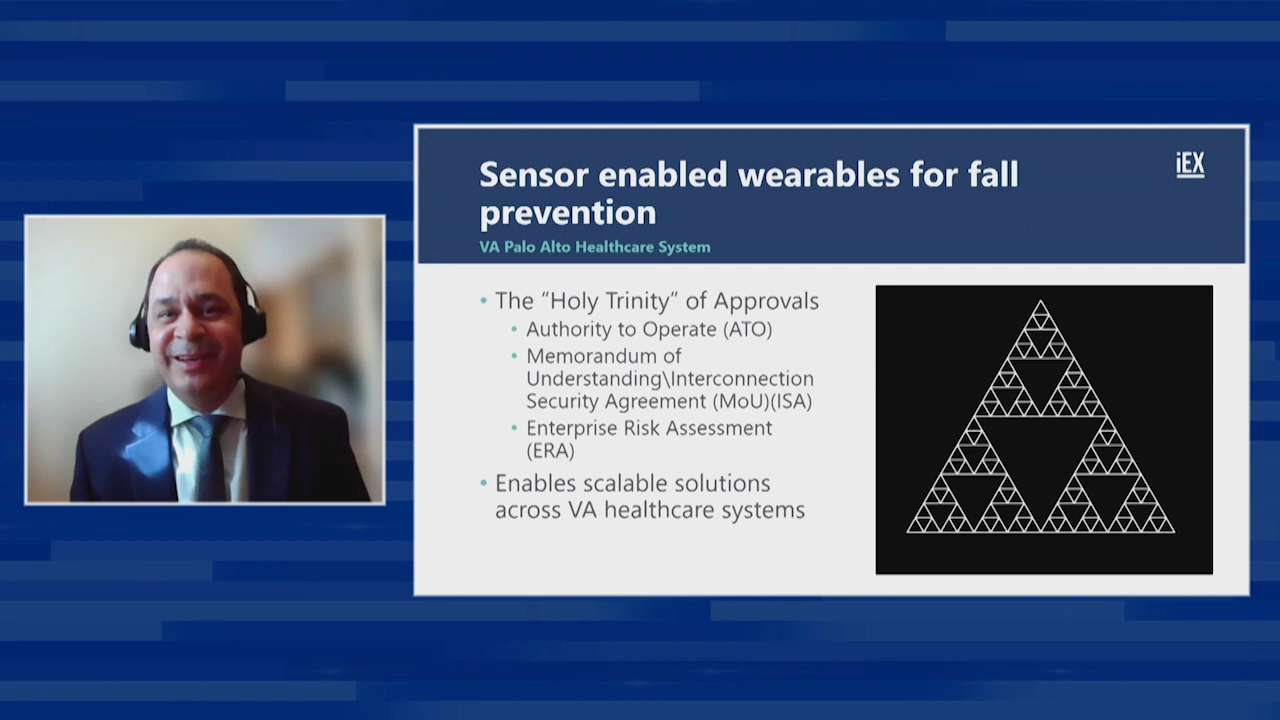 Sensor enabled wearables for fall
prevention
VA Palo Alto Healthcare System
iEX
• The “Holy Trinity” of Approvals
• Authority to Operate (ATO)
• Memorandum of
Understanding\Interconnection
Security Agreement (MoU)(ISA)
• Enterprise Risk Assessment
(ERA)
• Enables scalable solutions
across VA healthcare systems